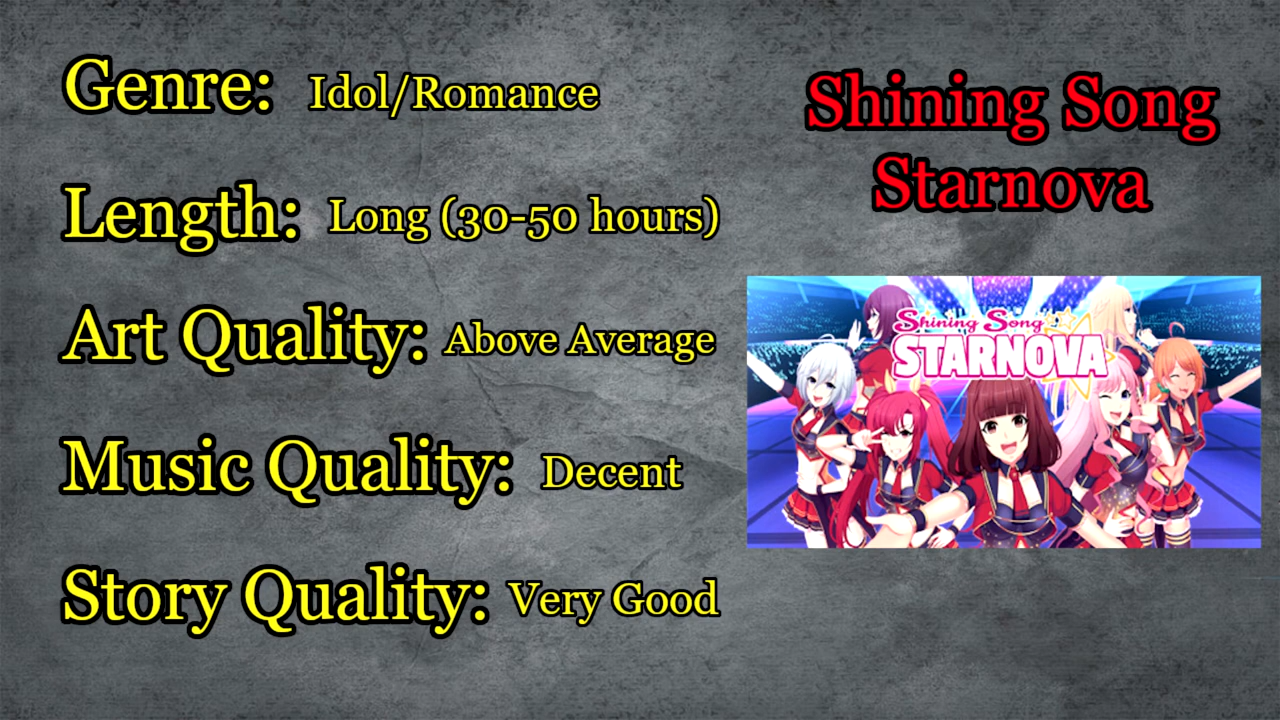 Genre: Idol/Romance
Length: Long (30-50 hours)
Art Quality: Above Average
Music Quality: Decent
Story Quality: Very Good
Shining Song
Starnova
Shining Song
STARNOVA